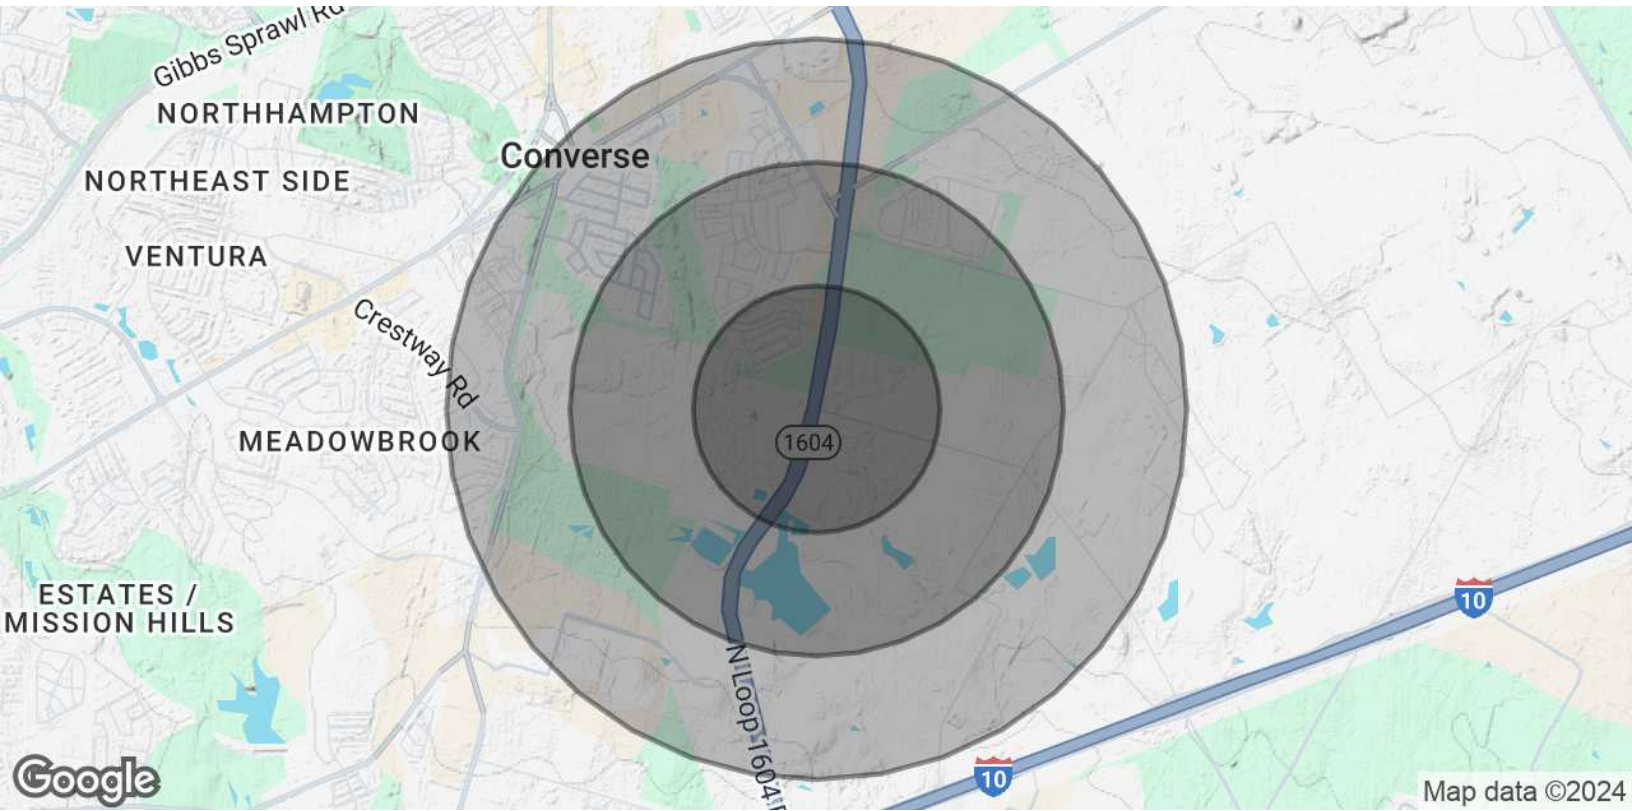 Gibbs Sprawl Rd
NORTHHAMPTON
Converse
NORTHEAST SIDE
VENTURA
Crestway Rd
MEADOWBROOK
1604
ESTATES /
MISSION HILLS
10
N Loop 1604
10
Google
Map data ©2024